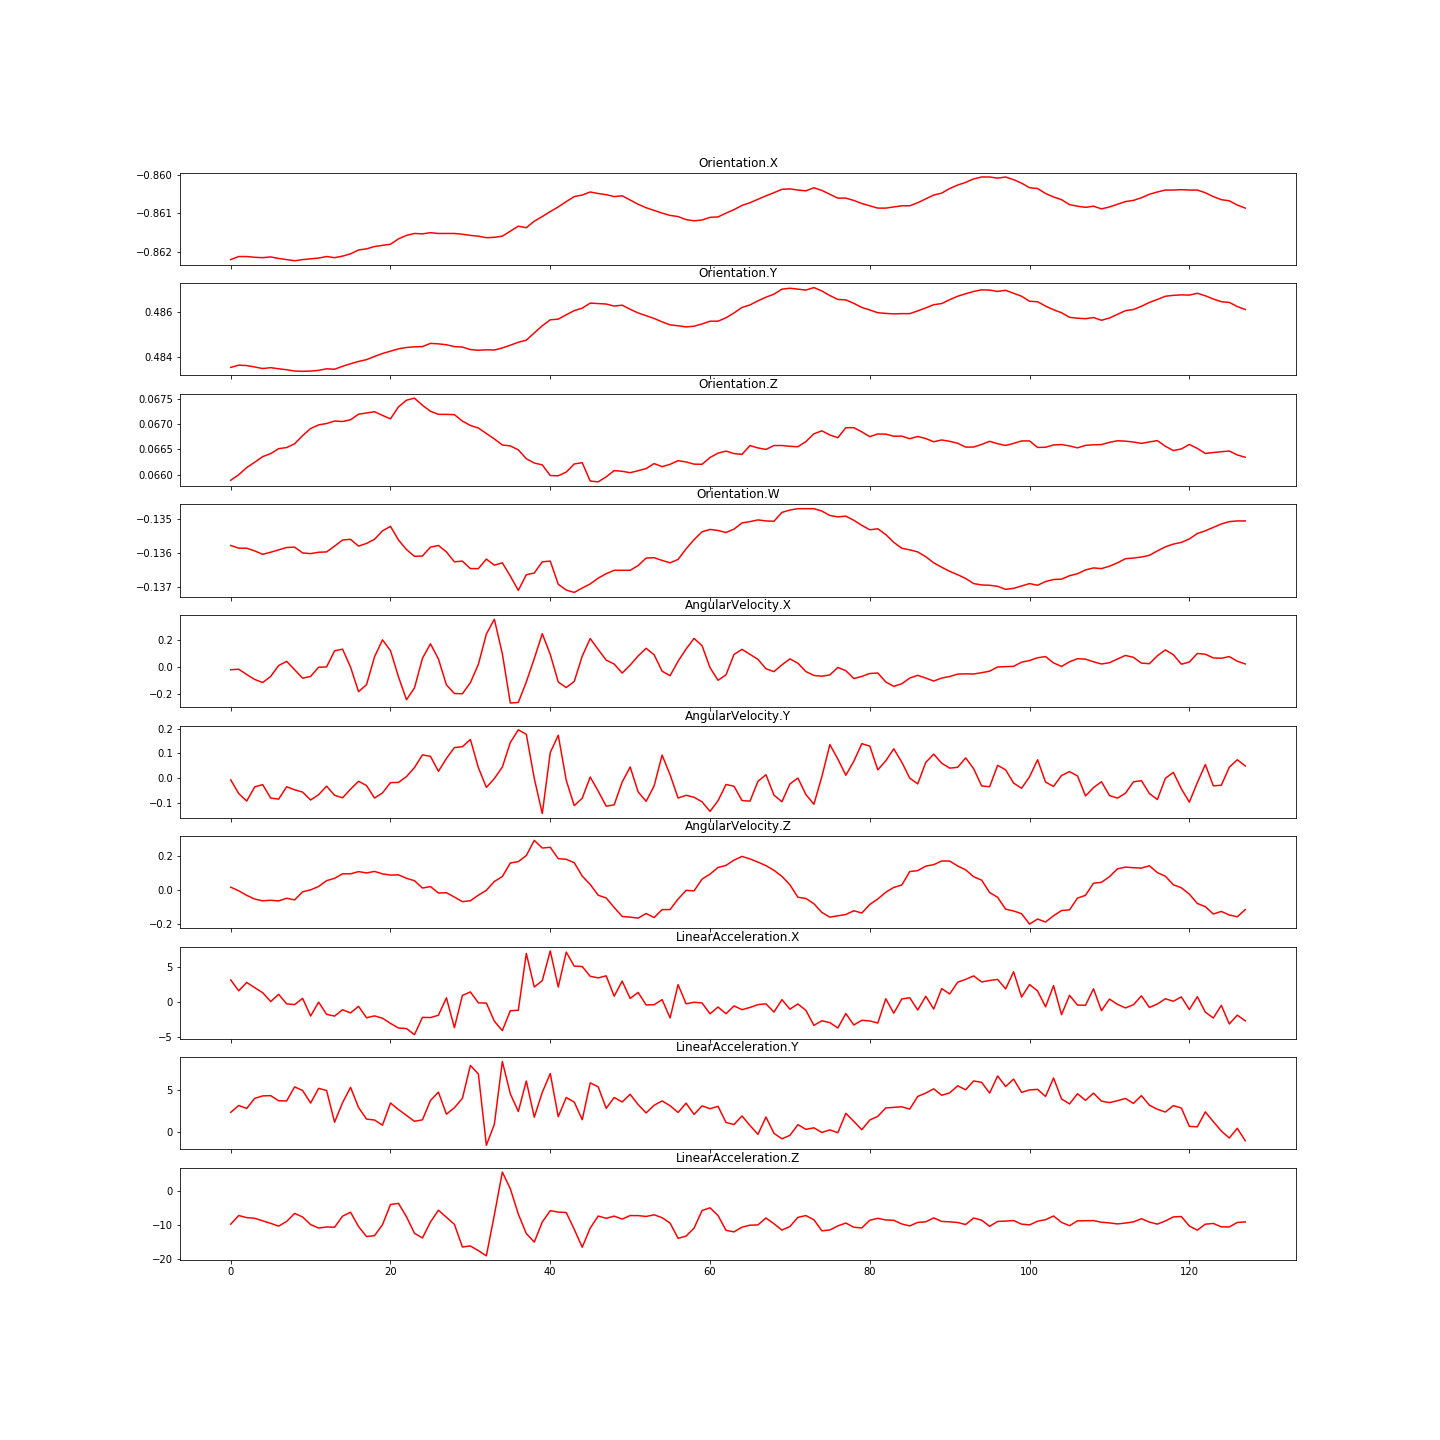 Orientation.X
−0.860
−0.861
−0.862
Orientation.Y
0.486
0.484
Orientation.Z
0.0675
0.0670
0.0665
0.0660
Orientation.W
−0.135
−0.136
−0.137
AngularVelocity.X
0.2
0.0
−0.2
AngularVelocity.Y
0.2
0.1
0.0
−0.1
AngularVelocity.Z
0.2
0.0
−0.2
LinearAcceleration.X
5
0
−5
LinearAcceleration.Y
5
0
LinearAcceleration.Z
0
−10
−20
0 20 40 60 80 100 120